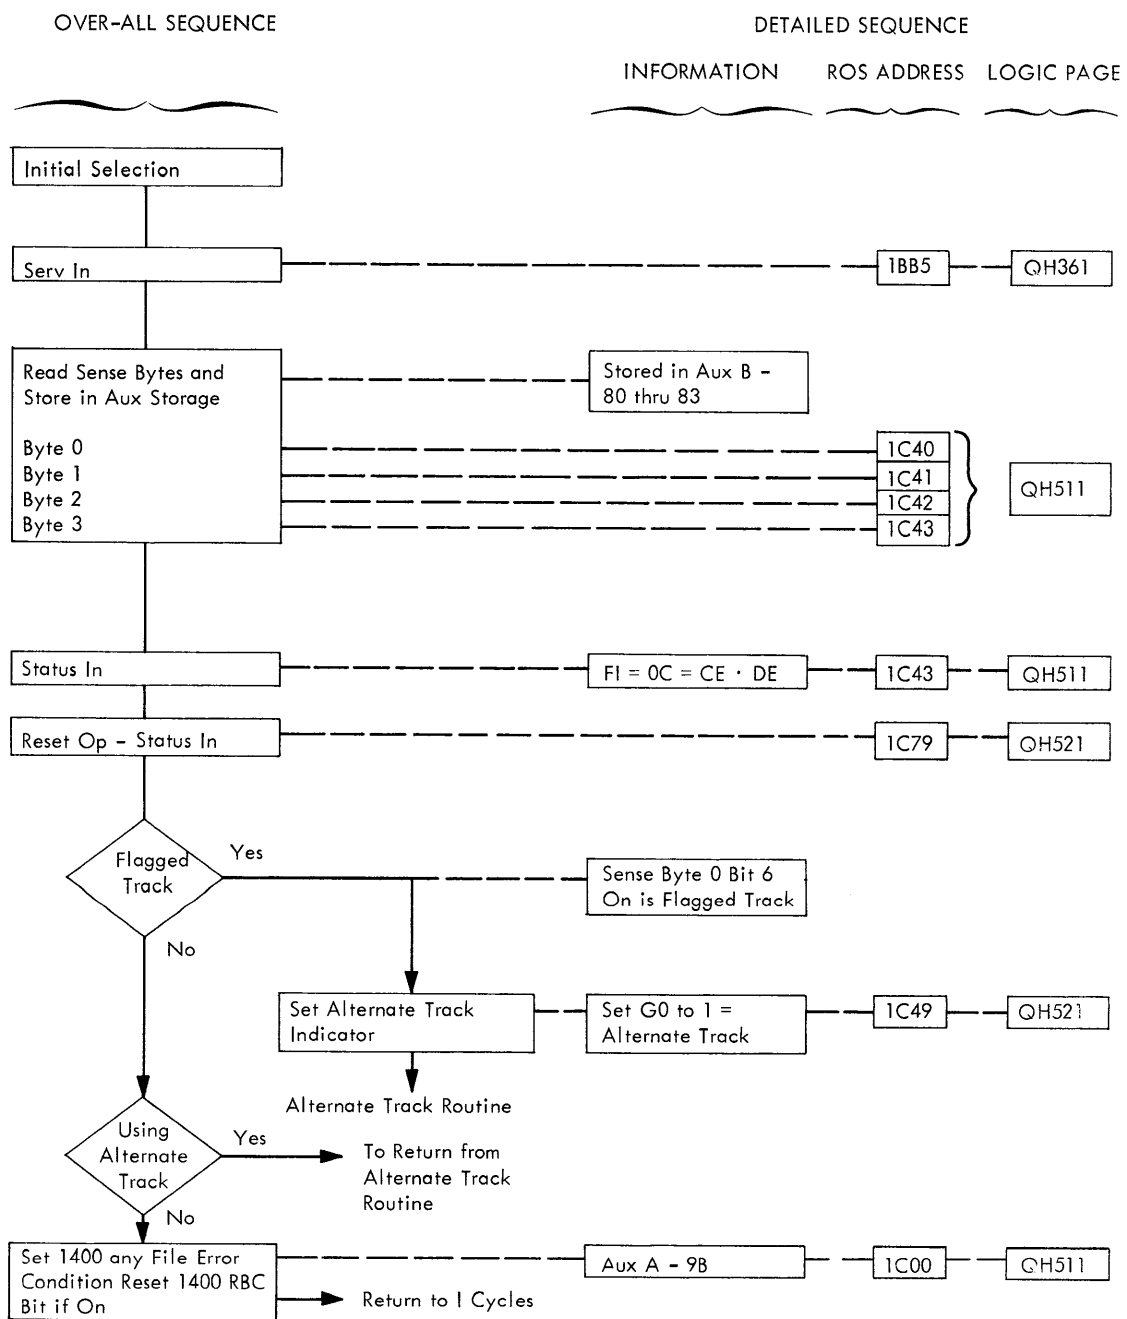 OVER-ALL SEQUENCE
DETAILED SEQUENCE
INFORMATION
ROS ADDRESS
LOGIC PAGE
Initial Selection
Serv In
1BB5
QH361
Read Sense Bytes and
Store in Aux Storage
Stored in Aux B -
80 thru 83
Byte 0
1C40
Byte 1
1C41
Byte 2
1C42
Byte 3
1C43
QH511
Status In
FI = 0C = CE · DE
1C43
QH511
Reset Op - Status In
1C79
QH521
Flagged
Track
Yes
Sense Byte 0 Bit 6
On is Flagged Track
No
Set Alternate Track
Indicator
Set G0 to 1 =
Alternate Track
1C49
QH521
Alternate Track Routine
Using
Alternate
Track
Yes
To Return from
Alternate Track
Routine
No
Set 1400 any File Error
Condition Reset 1400 RBC
Bit if On
Aux A - 9B
1C00
QH511
Return to I Cycles